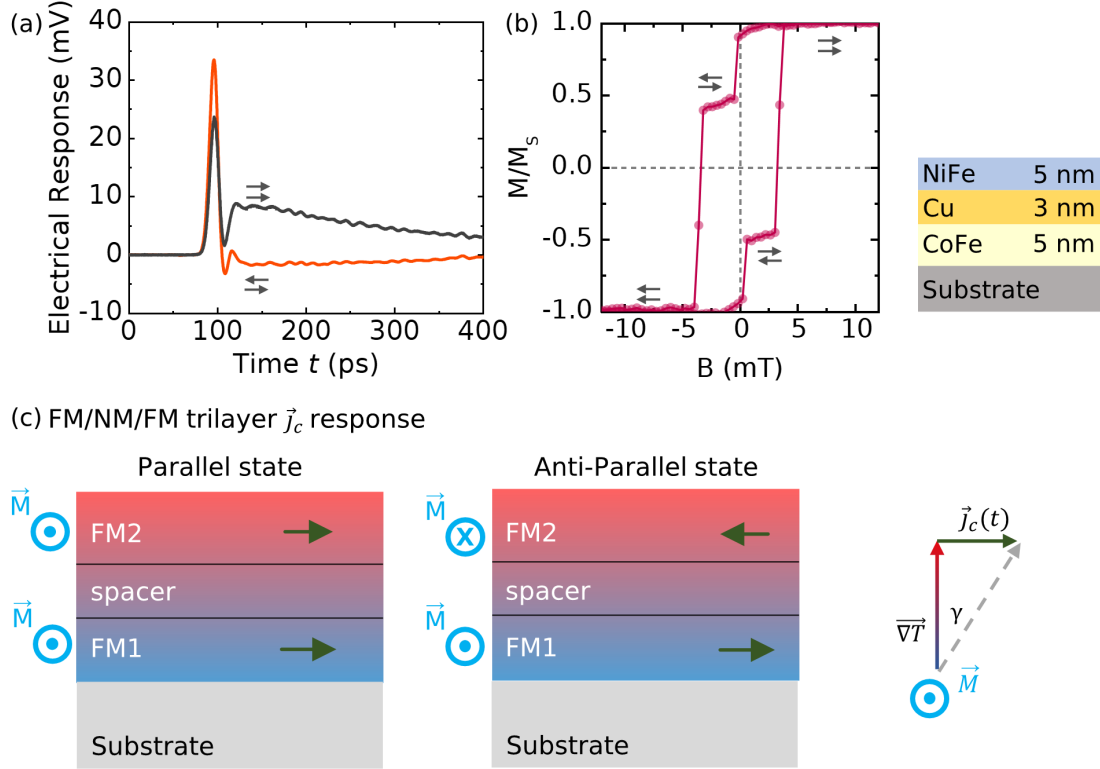 (a)
Electrical Response (mV)
40
30
20
10
0
-10
0
100
200
300
400
Time t (ps)
(b)
M/Ms
1.0
0.5
0.0
-0.5
-1.0
-10
-5
0
5
10
B (mT)
NiFe 5 nm
Cu 3 nm
CoFe 5 nm
Substrate
(c) FM/NM/FM trilayer j⃗c response
Parallel state
M⃗
FM2
spacer
M⃗
FM1
Substrate
Anti-Parallel state
M⃗
X
FM2
spacer
M⃗
FM1
Substrate
j⃗c(t)
∇T
γ
M⃗